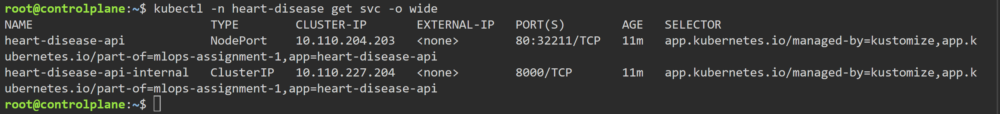 root@controlplane:~$ kubectl -n heart-disease get svc -o wide
NAME                         TYPE        CLUSTER-IP       EXTERNAL-IP   PORT(S)        AGE   SELECTOR
heart-disease-api            NodePort    10.110.204.203   <none>        80:32211/TCP   11m   app.kubernetes.io/managed-by=kustomize,app.k
ubernetes.io/part-of=mlops-assignment-1,app=heart-disease-api
heart-disease-api-internal   ClusterIP   10.110.227.204   <none>        8000/TCP       11m   app.kubernetes.io/managed-by=kustomize,app.k
ubernetes.io/part-of=mlops-assignment-1,app=heart-disease-api
root@controlplane:~$